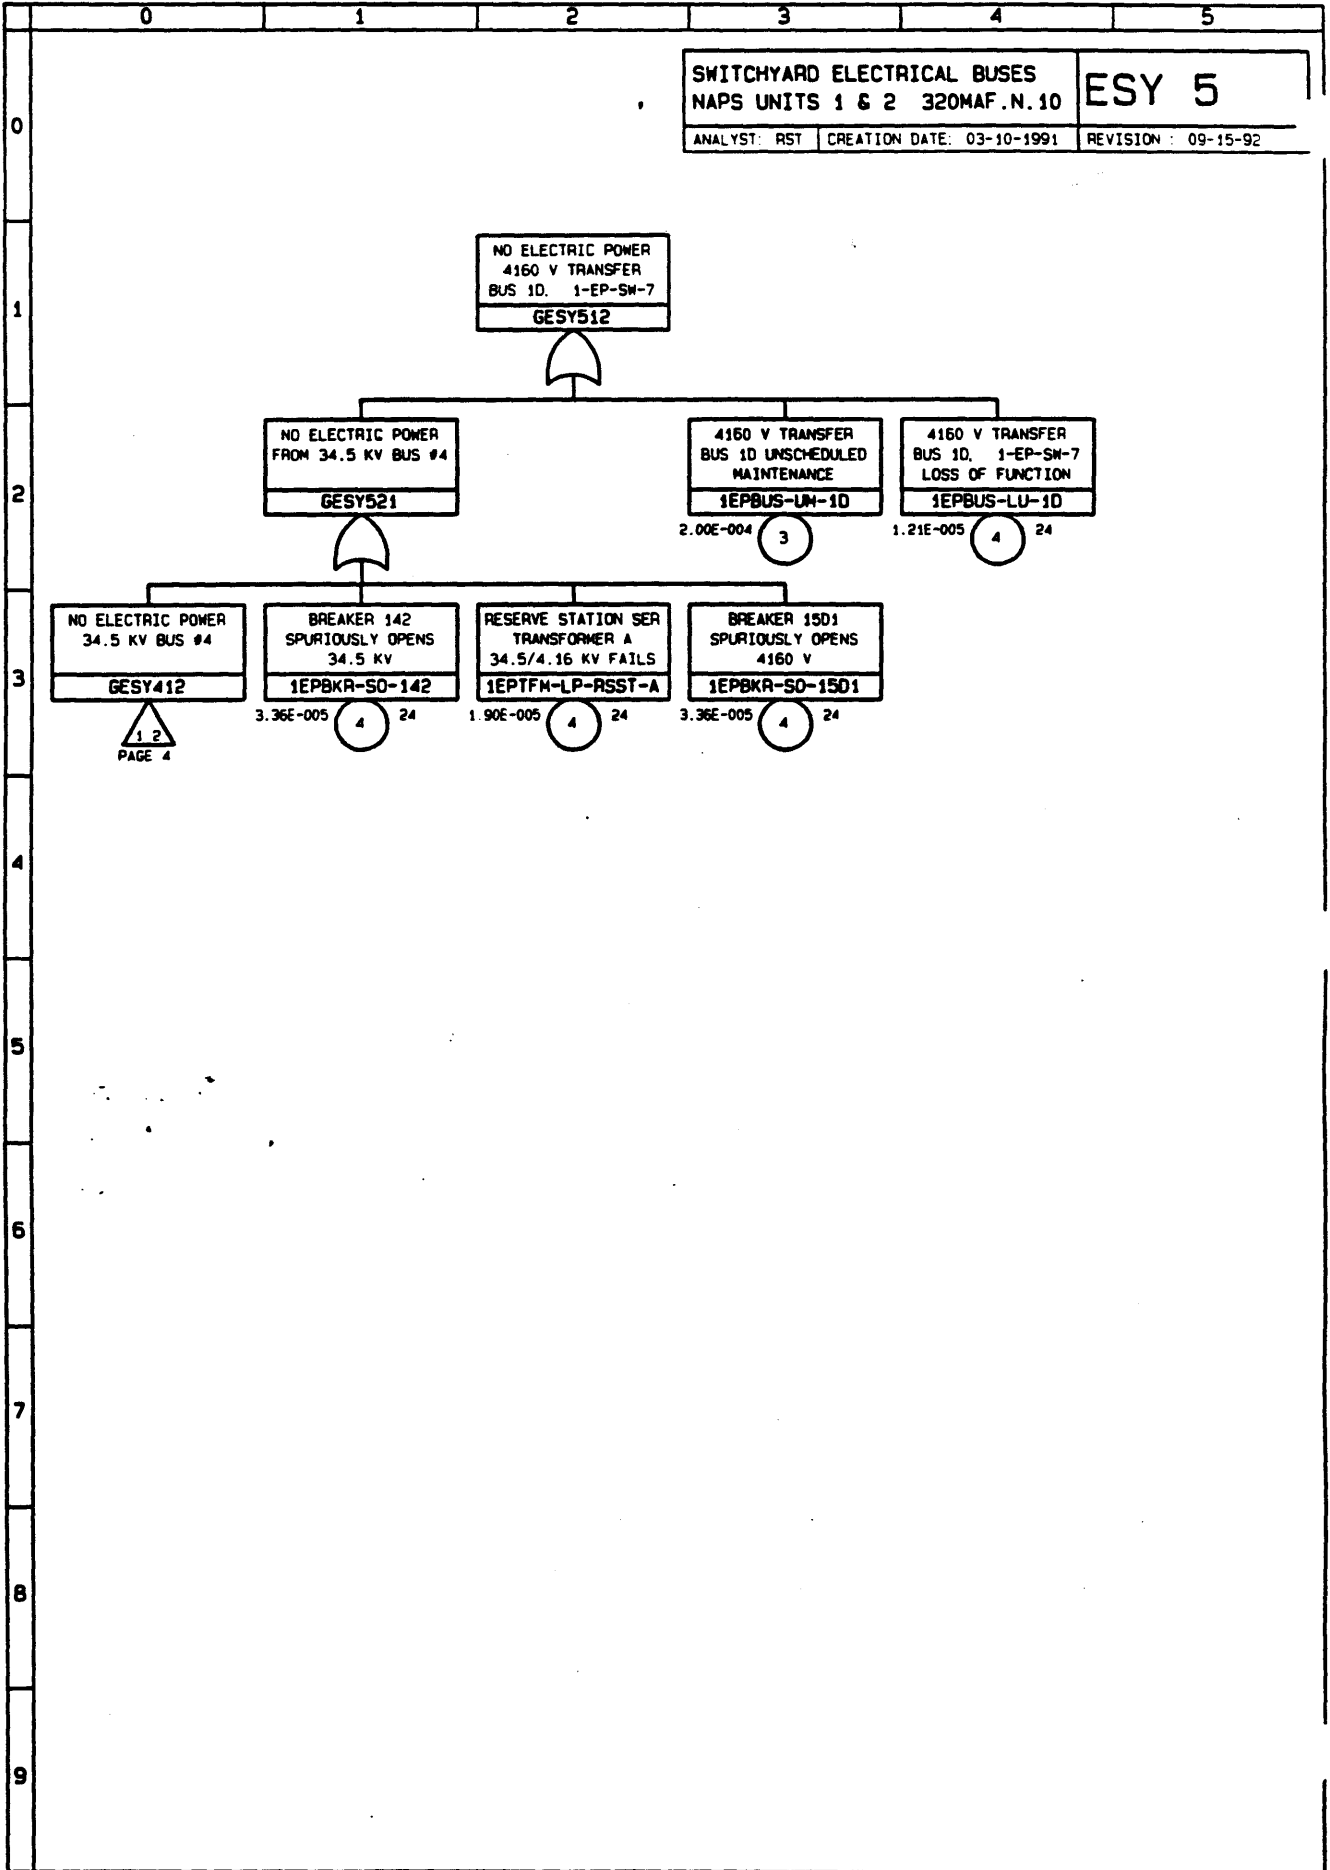 0 1 2 3 4 5
SWITCHYARD ELECTRICAL BUSES
NAPS UNITS 1 & 2 320MAF.N.10
ESY 5
ANALYST: RST CREATION DATE: 03-10-1991 REVISION : 09-15-92
0
1
2
3
4
5
6
7
8
9
NO ELECTRIC POWER
4160 V TRANSFER
BUS 1D. 1-EP-SW-7
GESY512
NO ELECTRIC POWER
FROM 34.5 KV BUS #4
GESY521
4160 V TRANSFER
BUS 1D UNSCHEDULED
MAINTENANCE
1EPBUS-UM-1D
2.00E-004 3
4160 V TRANSFER
BUS 1D. 1-EP-SW-7
LOSS OF FUNCTION
1EPBUS-LU-1D
1.21E-005 4 24
NO ELECTRIC POWER
34.5 KV BUS #4
GESY412
1 2
PAGE 4
BREAKER 142
SPURIOUSLY OPENS
34.5 KV
1EPBKR-SO-142
3.36E-005 4 24
RESERVE STATION SER
TRANSFORMER A
34.5/4.16 KV FAILS
1EPTFM-LP-RSST-A
1.90E-005 4 24
BREAKER 15D1
SPURIOUSLY OPENS
4160 V
1EPBKR-SO-15D1
3.36E-005 4 24